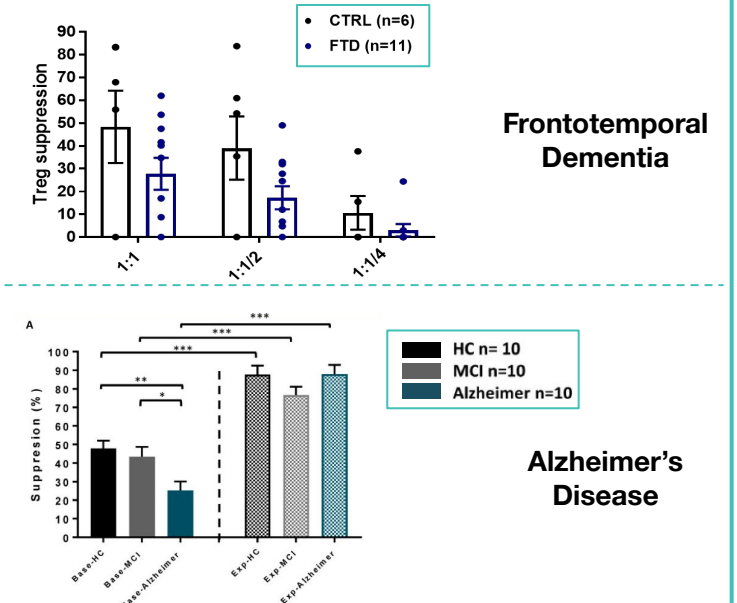 CTRL (n=6)
FTD (n=11)
Treg suppression
90
80
70
60
50
40
30
20
10
0
1:1
1:1/2
1:1/4
Frontotemporal
Dementia
A
***
***
***
**
*
Suppresion (%)
100
90
80
70
60
50
40
30
20
10
0
Base-HC
Base-MCI
Base-Alzheimer
Exp-HC
Exp-MCI
Exp-Alzheimer
HC n= 10
MCI n=10
Alzheimer n=10
Alzheimer's
Disease